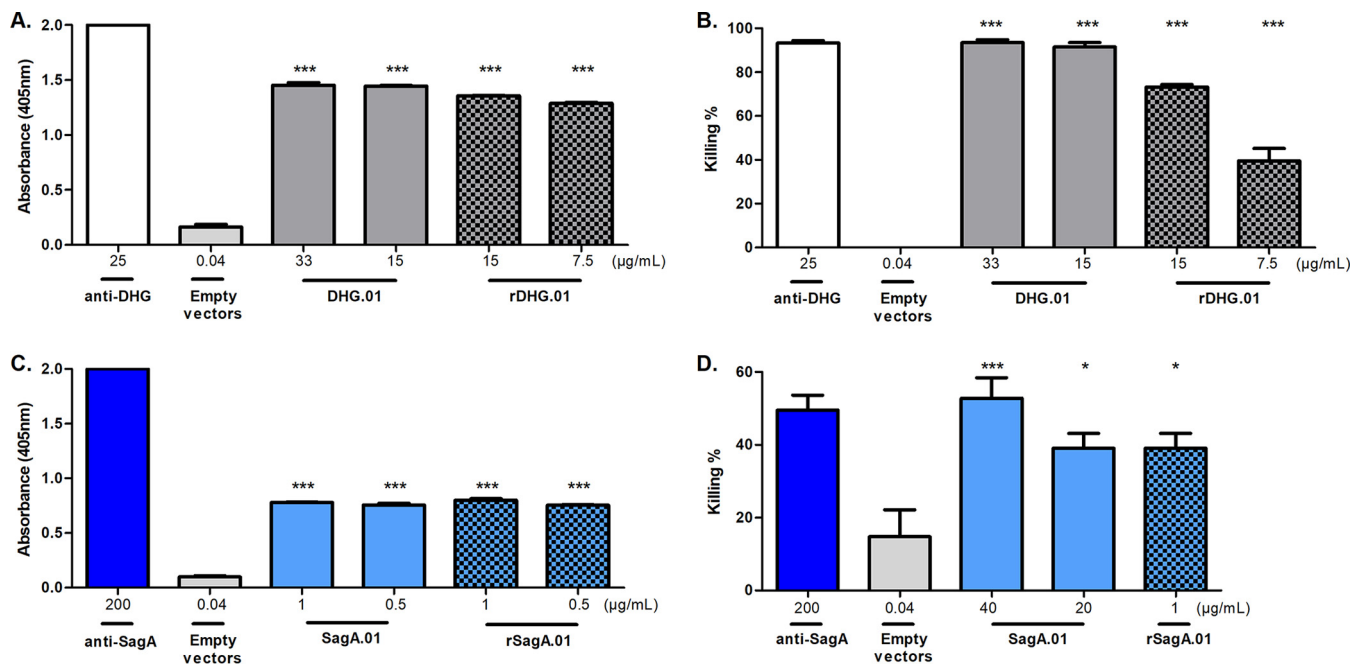 A.
Absorbance (405nm)
2.0
1.5
1.0
0.5
0.0
*** *** *** ***
25 0.04 33 15 15 7.5 (µg/mL)
anti-DHG Empty vectors DHG.01 rDHG.01
B.
Killing %
100
80
60
40
20
0
*** *** *** ***
25 0.04 33 15 15 7.5 (µg/mL)
anti-DHG Empty vectors DHG.01 rDHG.01
C.
Absorbance (405nm)
2.0
1.5
1.0
0.5
0.0
*** *** *** ***
200 0.04 1 0.5 1 0.5 (µg/mL)
anti-SagA Empty vectors SagA.01 rSagA.01
D.
Killing %
60
40
20
0
*** * *
200 0.04 40 20 1 (µg/mL)
anti-SagA Empty vectors SagA.01 rSagA.01